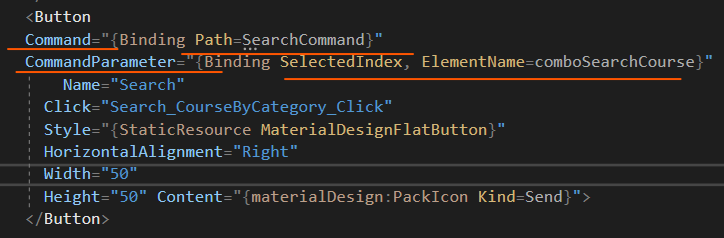 <Button
Command="{Binding Path=SearchCommand}"
CommandParameter="{Binding SelectedIndex, ElementName=comboSearchCourse}"
Name="Search"
Click="Search_CourseByCategory_Click"
Style="{StaticResource MaterialDesignFlatButton}"
HorizontalAlignment="Right"
Width="50"
Height="50" Content="{materialDesign:PackIcon Kind=Send}">
</Button>